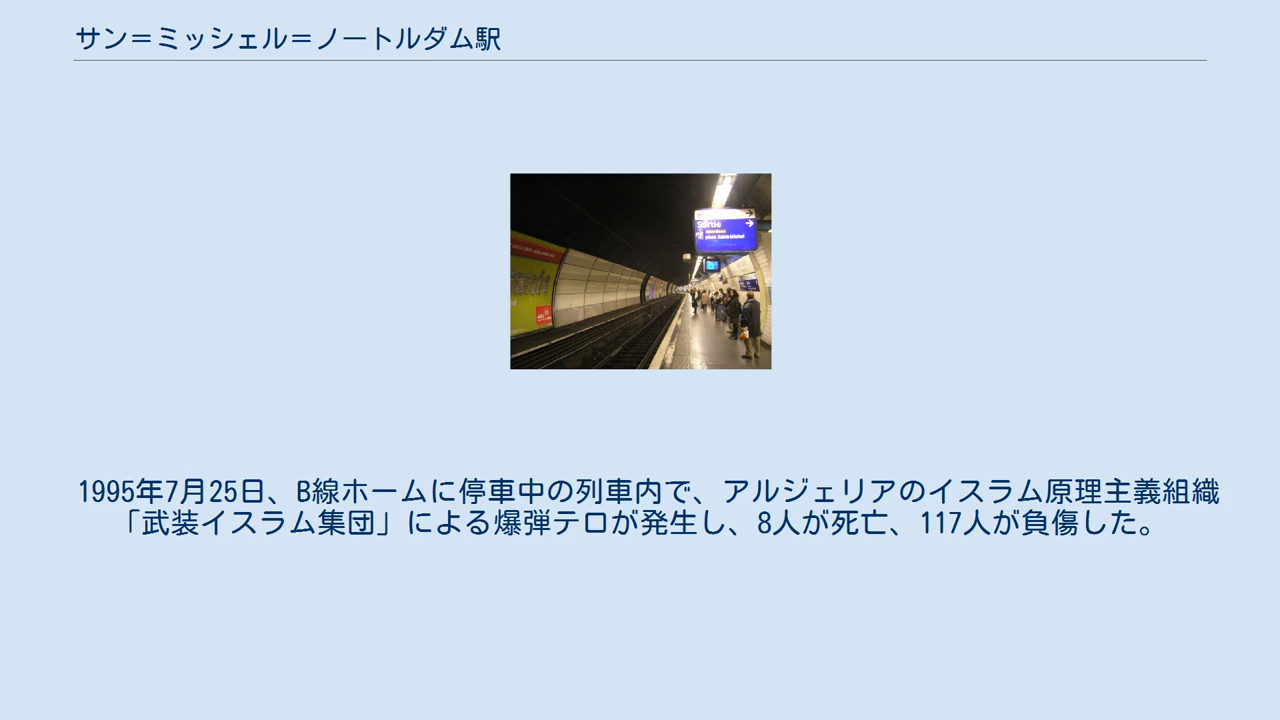 サン＝ミッシェル＝ノートルダム駅
Sortie
place Saint-Michel
1995年7月25日、B線ホームに停車中の列車内で、アルジェリアのイスラム原理主義組織
「武装イスラム集団」による爆弾テロが発生し、8人が死亡、117人が負傷した。